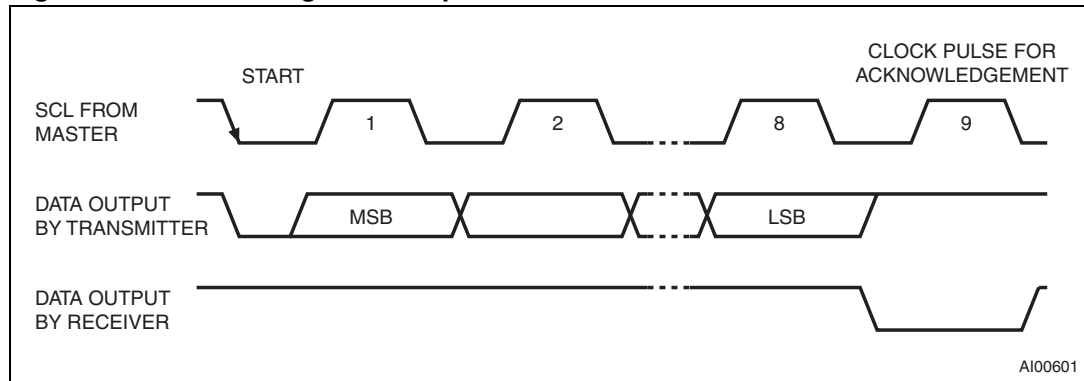 START
CLOCK PULSE FOR
ACKNOWLEDGEMENT
SCL FROM
MASTER
1
2
8
9
DATA OUTPUT
BY TRANSMITTER
MSB
LSB
DATA OUTPUT
BY RECEIVER
AI00601